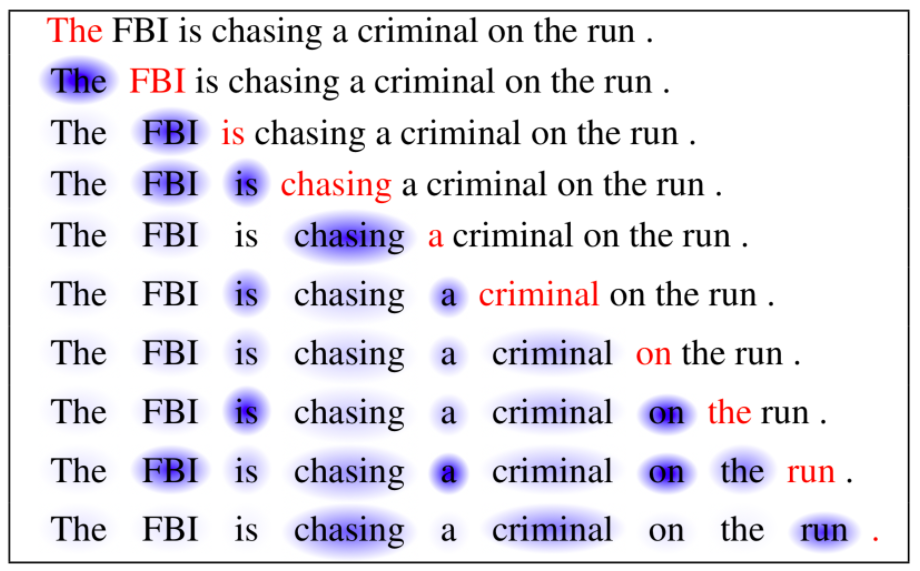 The FBI is chasing a criminal on the run .
The FBI is chasing a criminal on the run .
The FBI is chasing a criminal on the run .
The FBI is chasing a criminal on the run .
The FBI is chasing a criminal on the run .
The FBI is chasing a criminal on the run .
The FBI is chasing a criminal on the run .
The FBI is chasing a criminal on the run .
The FBI is chasing a criminal on the run .
The FBI is chasing a criminal on the run .